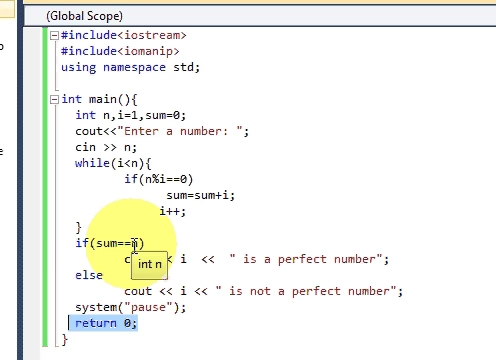 (Global Scope)
#include<iostream>
#include<iomanip>
using namespace std;
int main(){
int n,i=1,sum=0;
cout<<"Enter a number: ";
cin >> n;
while(i<n){
if(n%i==0)
sum=sum+i;
i++;
}
if(sum==n)
< i << " is a perfect number";
int n
else
cout << i << " is not a perfect number";
system("pause");
return 0;
}